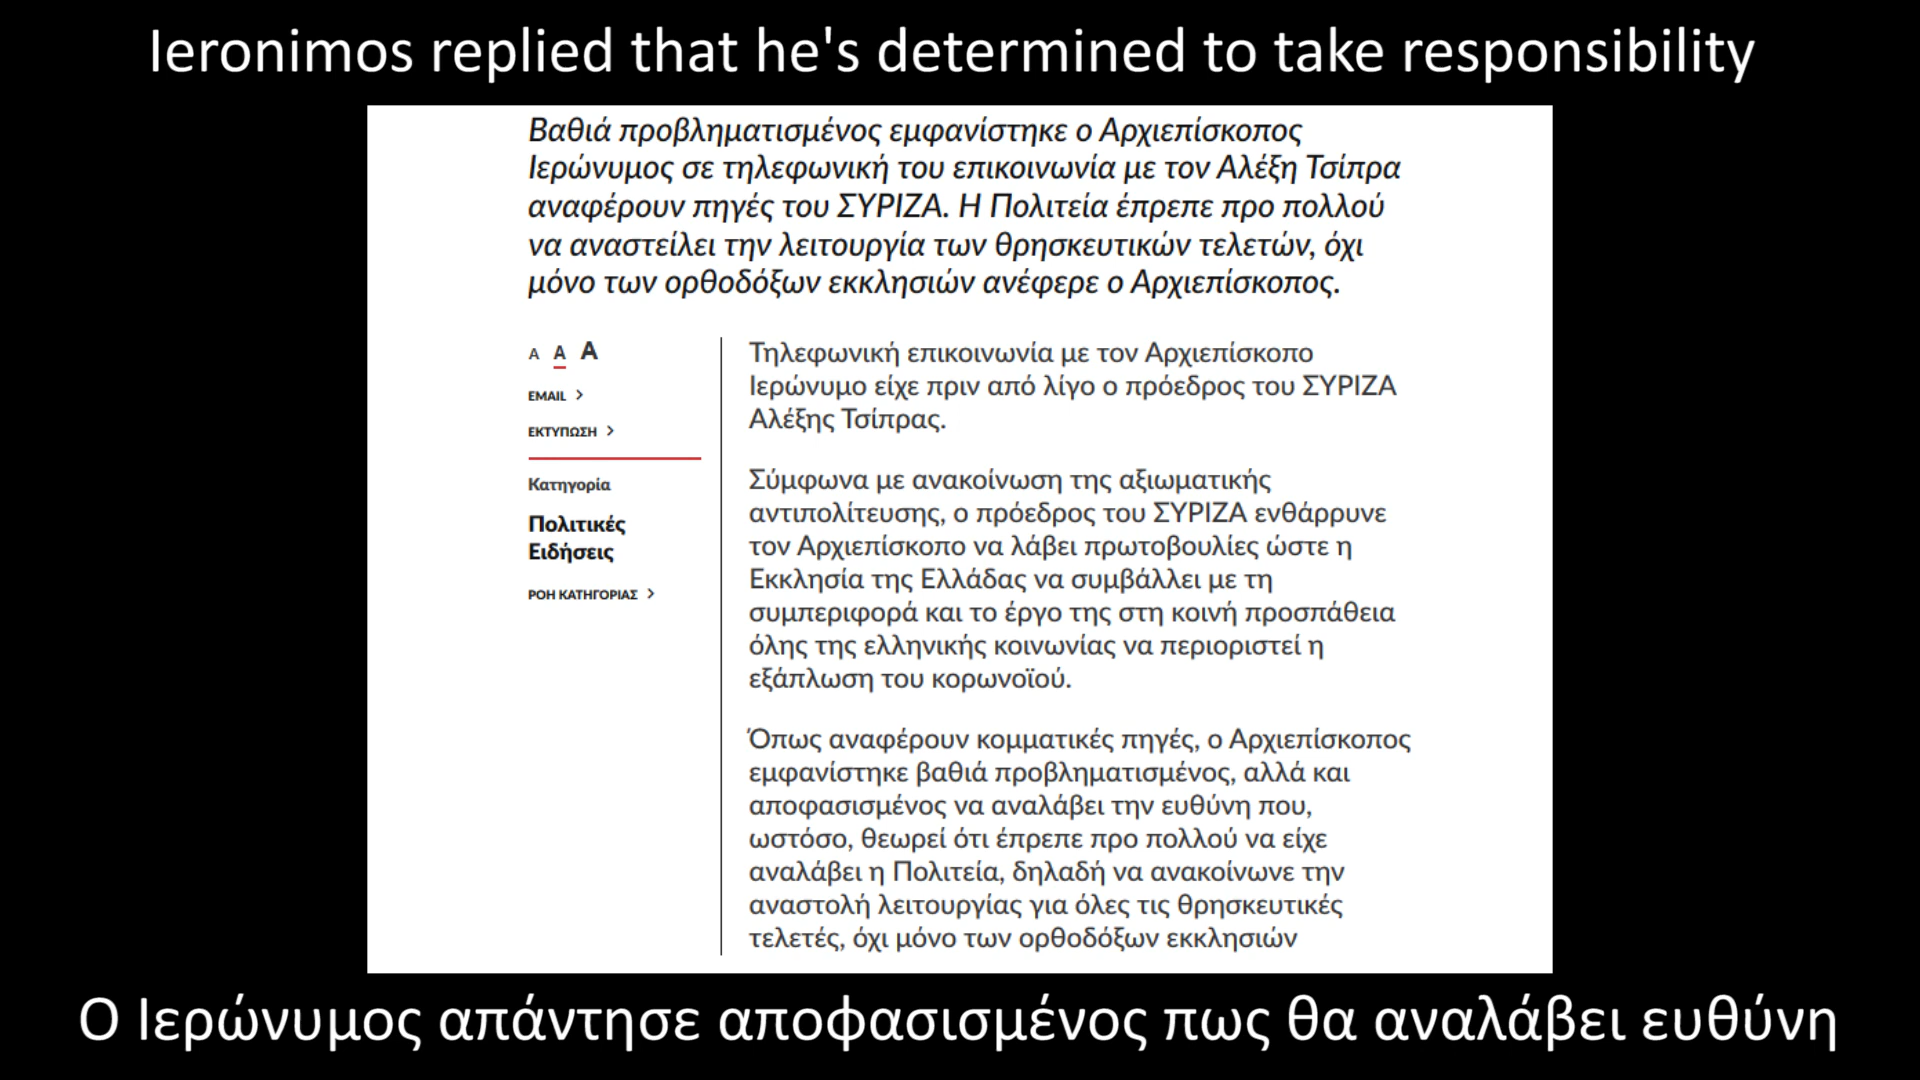 Ieronimos replied that he's determined to take responsibility
Βαθιά προβληματισμένος εμφανίστηκε ο Αρχιεπίσκοπος
Ιερώνυμος σε τηλεφωνική του επικοινωνία με τον Αλέξη Τσίπρα
αναφέρουν πηγές του ΣΥΡΙΖΑ. Η Πολιτεία έπρεπε προ πολλού
να αναστείλει την λειτουργία των θρησκευτικών τελετών, όχι
μόνο των ορθοδόξων εκκλησιών ανέφερε ο Αρχιεπίσκοπος.
A A A
EMAIL >
ΕΚΤΥΠΩΣΗ >
Κατηγορία
Πολιτικές
Ειδήσεις
ΡΟΗ ΚΑΤΗΓΟΡΙΑΣ >
Τηλεφωνική επικοινωνία με τον Αρχιεπίσκοπο
Ιερώνυμο είχε πριν από λίγο ο πρόεδρος του ΣΥΡΙΖΑ
Αλέξης Τσίπρας.
Σύμφωνα με ανακοίνωση της αξιωματικής
αντιπολίτευσης, ο πρόεδρος του ΣΥΡΙΖΑ ενθάρρυνε
τον Αρχιεπίσκοπο να λάβει πρωτοβουλίες ώστε η
Εκκλησία της Ελλάδας να συμβάλλει με τη
συμπεριφορά και το έργο της στη κοινή προσπάθεια
όλης της ελληνικής κοινωνίας να περιοριστεί η
εξάπλωση του κορωνοϊού.
Όπως αναφέρουν κομματικές πηγές, ο Αρχιεπίσκοπος
εμφανίστηκε βαθιά προβληματισμένος, αλλά και
αποφασισμένος να αναλάβει την ευθύνη που,
ωστόσο, θεωρεί ότι έπρεπε προ πολλού να είχε
αναλάβει η Πολιτεία, δηλαδή να ανακοίνωνε την
αναστολή λειτουργίας για όλες τις θρησκευτικές
τελετές, όχι μόνο των ορθοδόξων εκκλησιών
Ο Ιερώνυμος απάντησε αποφασισμένος πως θα αναλάβει ευθύνη